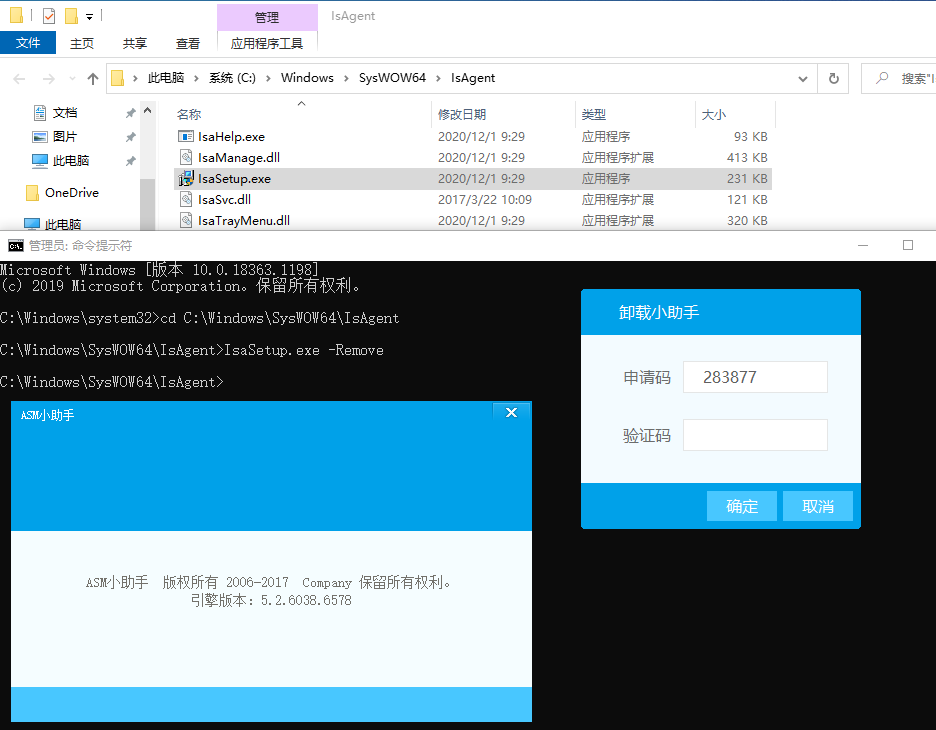 管理
IsAgent
文件
主页
共享
查看
应用程序工具
此电脑 › 系统 (C:) › Windows › SysWOW64 › IsAgent
搜索"I
文档
图片
此电脑
OneDrive
此电脑
名称 修改日期 类型 大小
IsaHelp.exe 2020/12/1 9:29 应用程序 93 KB
IsaManage.dll 2020/12/1 9:29 应用程序扩展 413 KB
IsaSetup.exe 2020/12/1 9:29 应用程序 231 KB
IsaSvc.dll 2017/3/22 10:09 应用程序扩展 121 KB
IsaTrayMenu.dll 2020/12/1 9:29 应用程序扩展 320 KB
管理员: 命令提示符
Microsoft Windows [版本 10.0.18363.1198]
(c) 2019 Microsoft Corporation。保留所有权利。
C:\Windows\system32>cd C:\Windows\SysWOW64\IsAgent
C:\Windows\SysWOW64\IsAgent>IsaSetup.exe -Remove
C:\Windows\SysWOW64\IsAgent>
ASM小助手
ASM小助手 版权所有 2006-2017 Company 保留所有权利。
引擎版本: 5.2.6038.6578
卸载小助手
申请码 283877
验证码
确定 取消